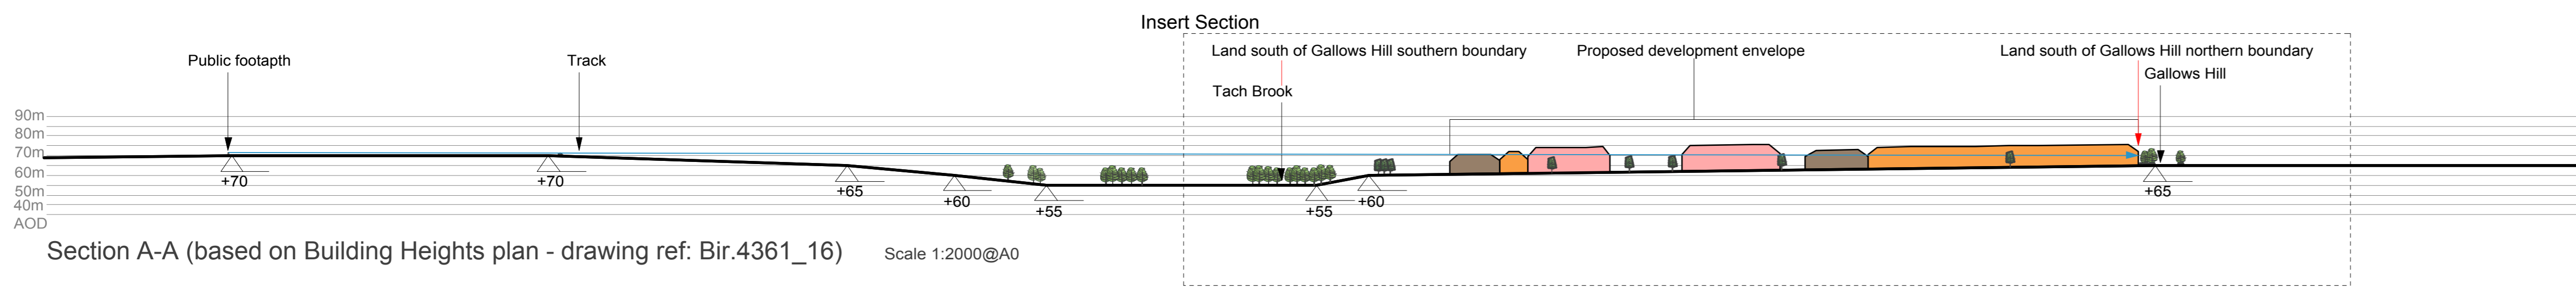 Insert Section
Land south of Gallows Hill southern boundary
Proposed development envelope
Land south of Gallows Hill northern boundary
Public footapth
Track
Gallows Hill
Tach Brook
90m
80m
70m
60m
50m
40m
AOD
+70
+70
+65
+60
+55
+55
+60
+65
Section A-A (based on Building Heights plan - drawing ref: Bir.4361_16)
Scale 1:2000@A0